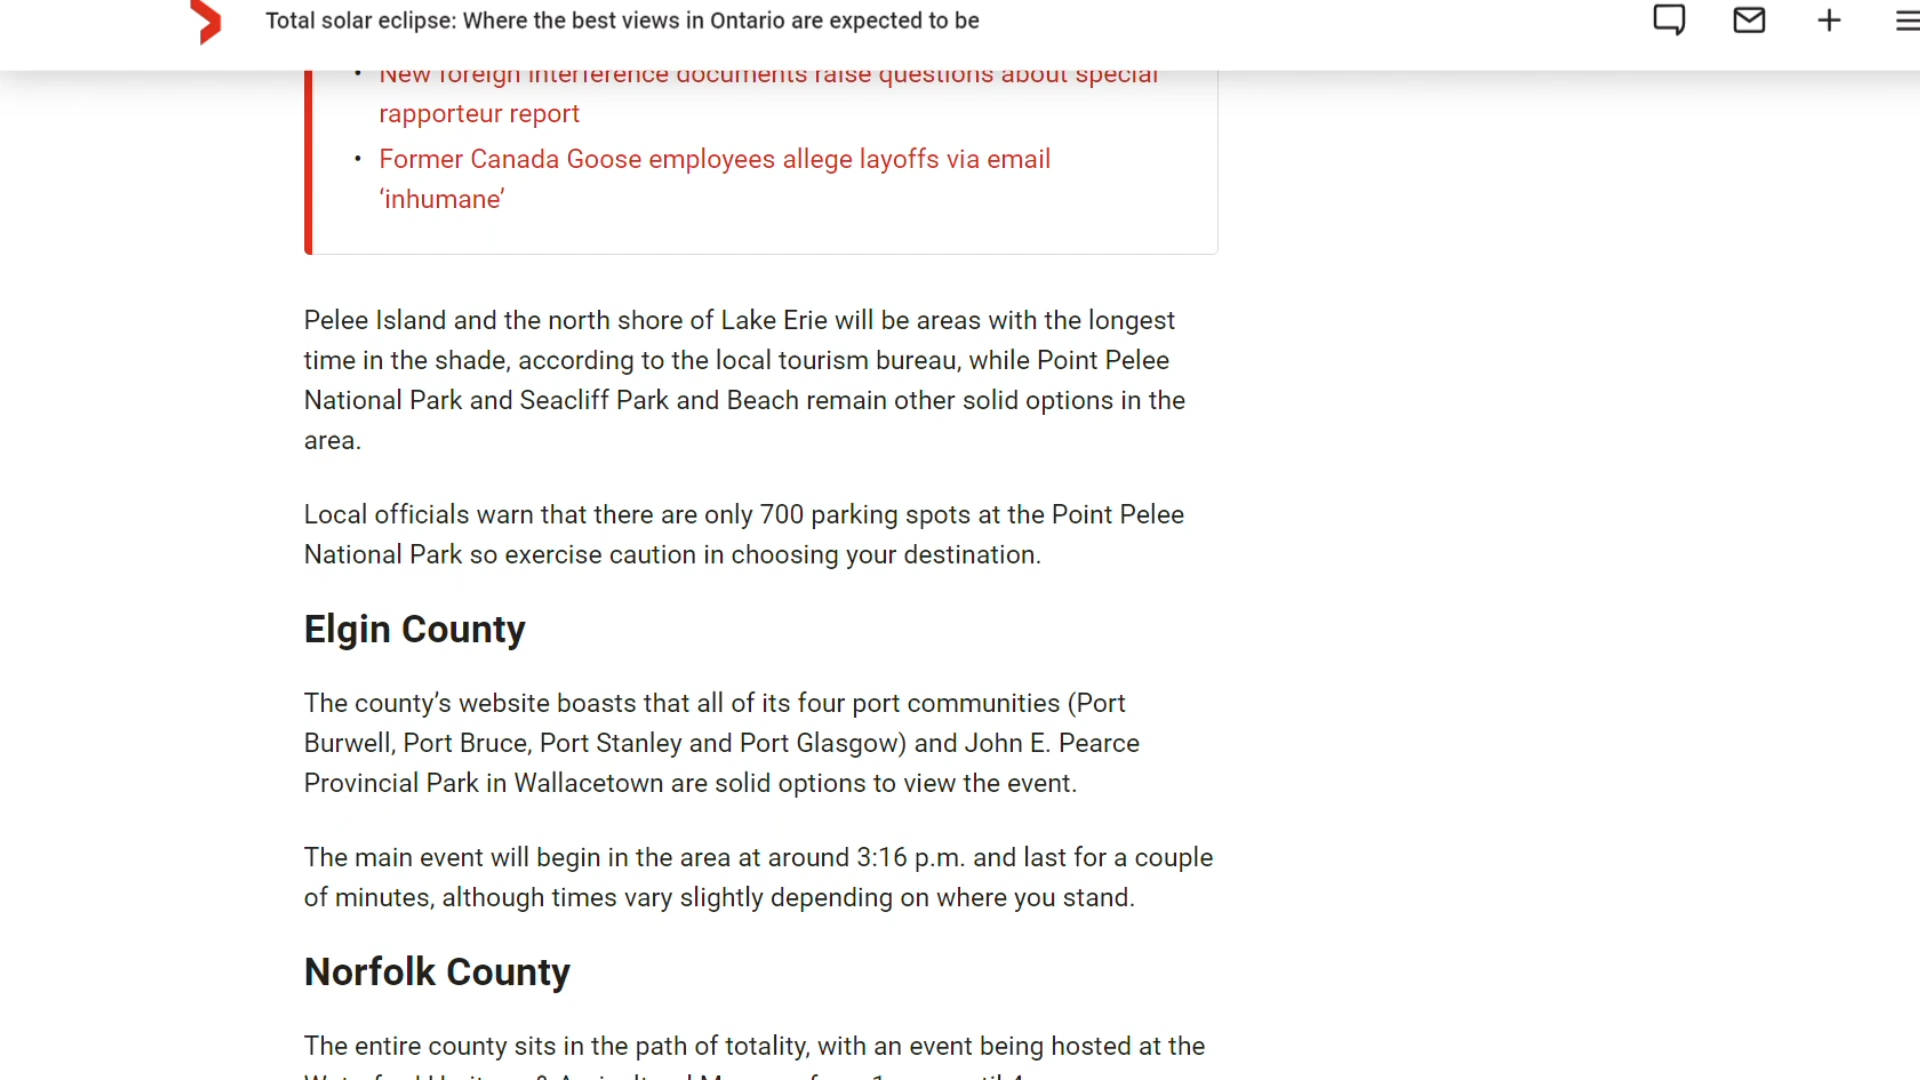 Total solar eclipse: Where the best views in Ontario are expected to be
• New foreign interference documents raise questions about special
rapporteur report
• Former Canada Goose employees allege layoffs via email
‘inhumane’
Pelee Island and the north shore of Lake Erie will be areas with the longest
time in the shade, according to the local tourism bureau, while Point Pelee
National Park and Seacliff Park and Beach remain other solid options in the
area.
Local officials warn that there are only 700 parking spots at the Point Pelee
National Park so exercise caution in choosing your destination.
Elgin County
The county’s website boasts that all of its four port communities (Port
Burwell, Port Bruce, Port Stanley and Port Glasgow) and John E. Pearce
Provincial Park in Wallacetown are solid options to view the event.
The main event will begin in the area at around 3:16 p.m. and last for a couple
of minutes, although times vary slightly depending on where you stand.
Norfolk County
The entire county sits in the path of totality, with an event being hosted at the